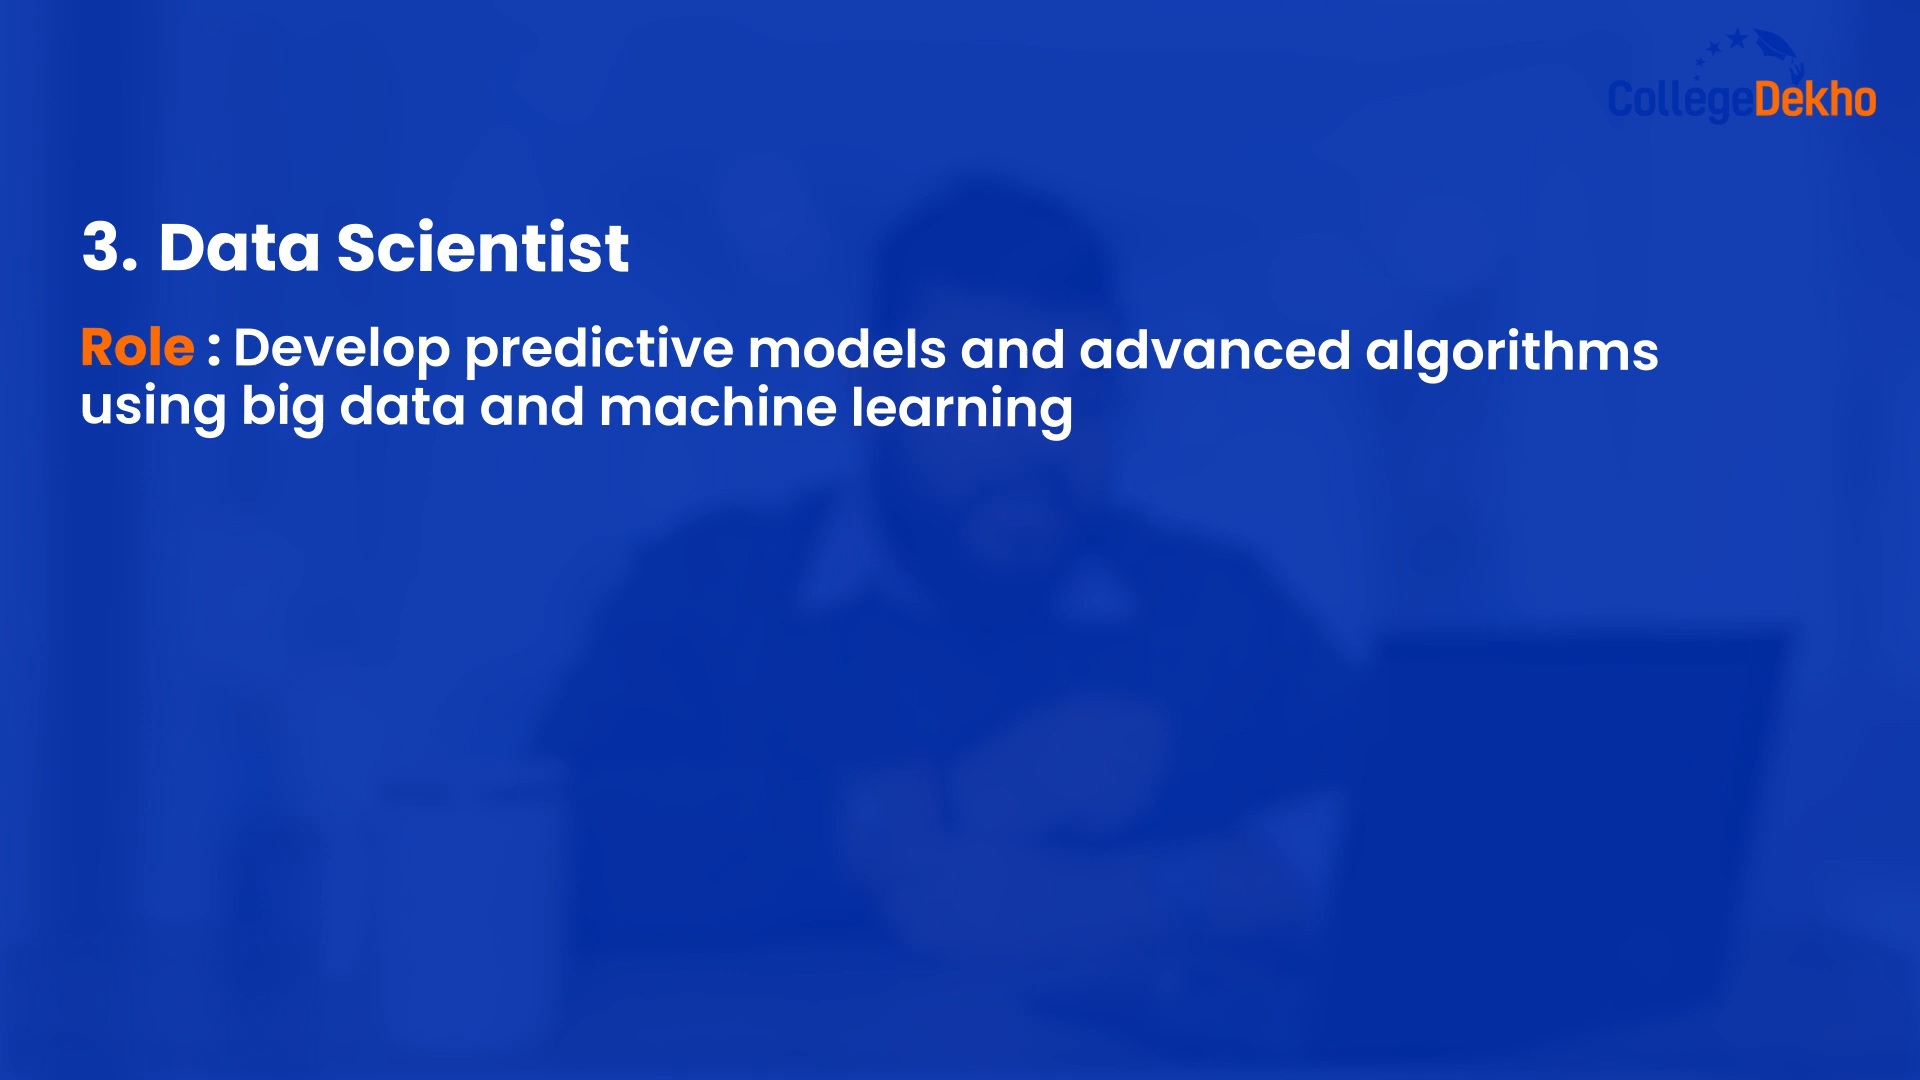 CollegeDekho
3. Data Scientist
Role : Develop predictive models and advanced algorithms
using big data and machine learning